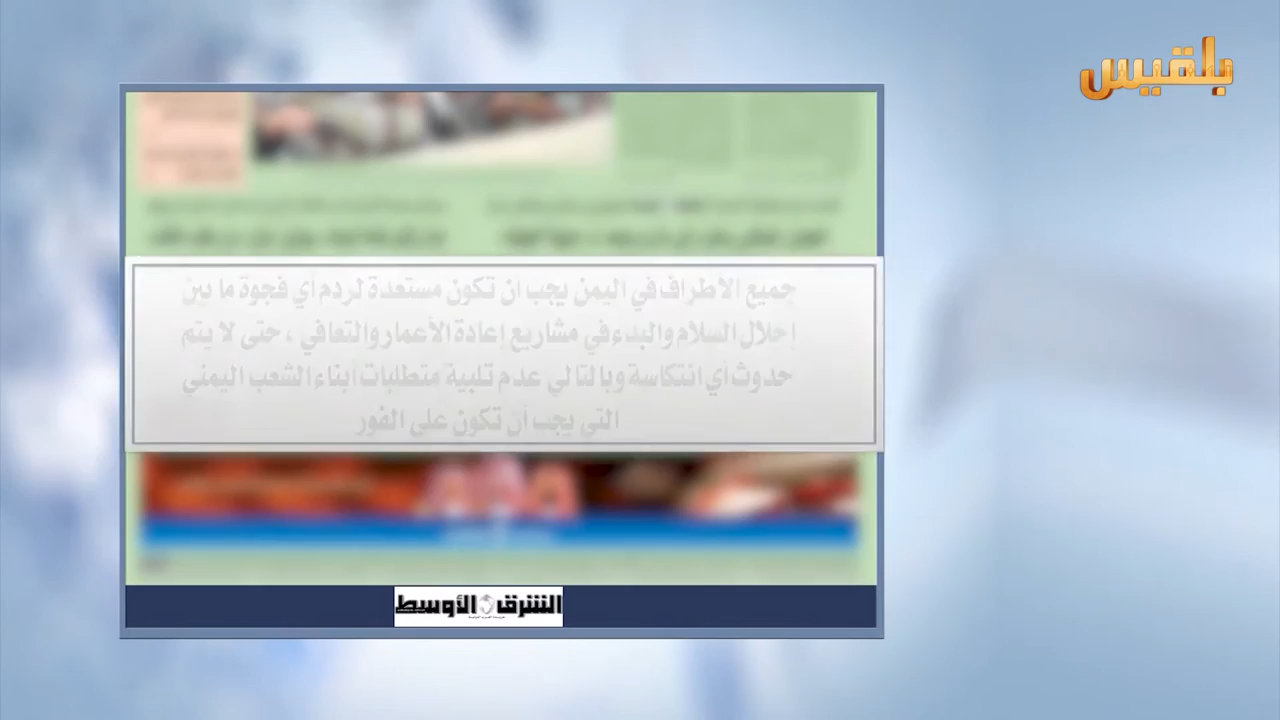 بلقيس
جميع الأطراف في اليمن يجب ان تكون مستعدة لردم أي فجوة ما بين
إحلال السلام والبدء في مشاريع إعادة الأعمار والتعافي ، حتى لا يتم
حدوث أي انتكاسة وبالتالي عدم تلبية متطلبات أبناء الشعب اليمني
التي يجب أن تكون على الفور
الشرق الأوسط